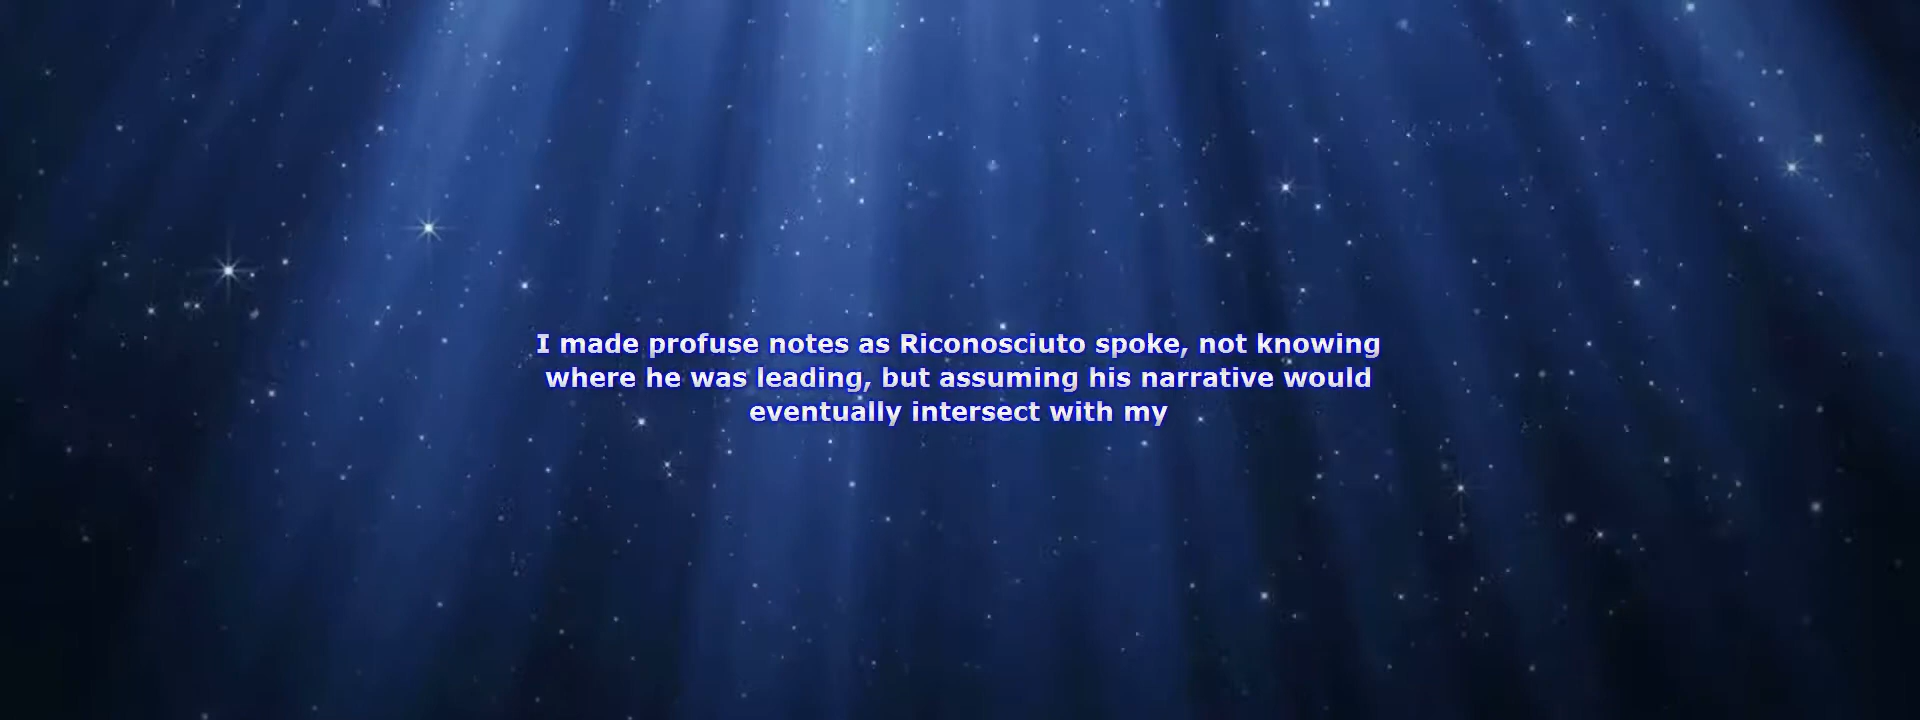 I made profuse notes as Riconosciuto spoke, not knowing
where he was leading, but assuming his narrative would
eventually intersect with my